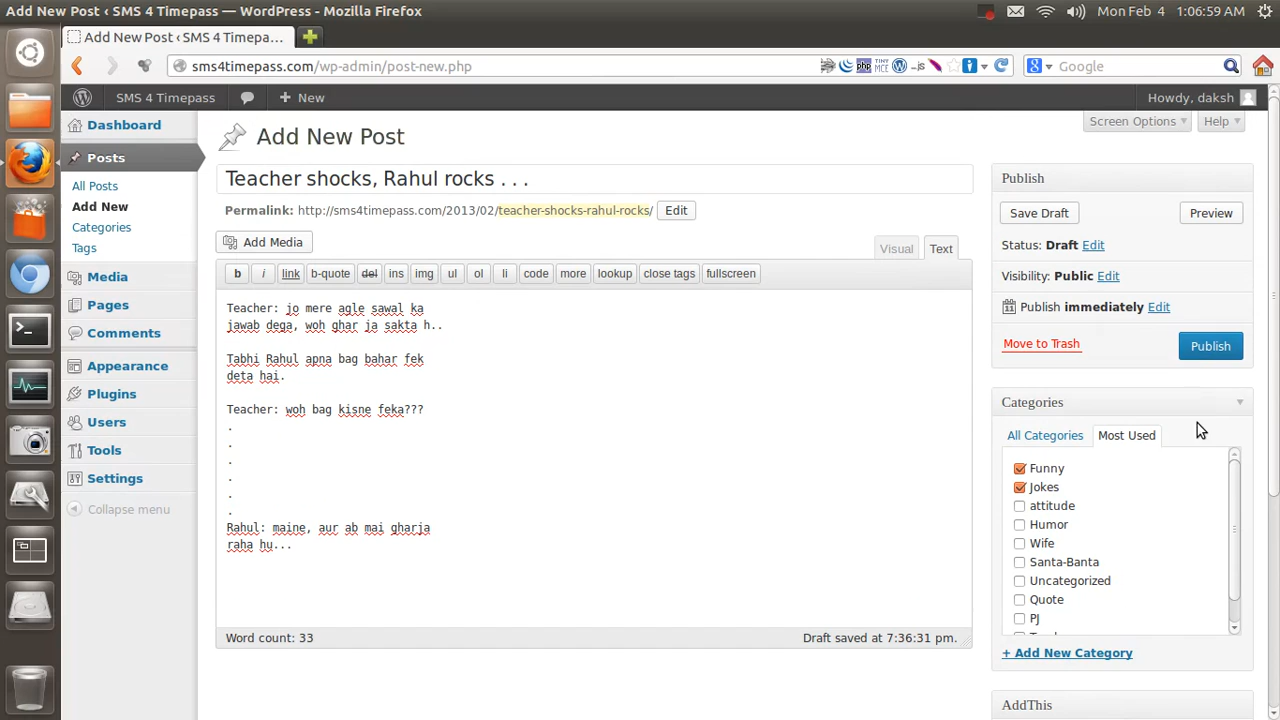 Add New Post ‹ SMS 4 Timepass — WordPress - Mozilla Firefox
Mon Feb 4 1:06:59 AM
Add New Post ‹ SMS 4 Timepa...
sms4timepass.com/wp-admin/post-new.php
Google
SMS 4 Timepass
New
Howdy, daksh
Screen Options
Help
Dashboard
Posts
All Posts
Add New
Categories
Tags
Media
Pages
Comments
Appearance
Plugins
Users
Tools
Settings
Collapse menu
Add New Post
Teacher shocks, Rahul rocks . . .
Permalink: http://sms4timepass.com/2013/02/teacher-shocks-rahul-rocks/ Edit
Add Media
Visual Text
b i link b-quote del ins img ul ol li code more lookup close tags fullscreen
Teacher: jo mere agle sawal ka
jawab dega, woh ghar ja sakta h..
Tabhi Rahul apna bag bahar fek
deta hai.
Teacher: woh bag kisne feka???
.
.
.
.
.
.
Rahul: maine, aur ab mai gharja
raha hu...
Word count: 33
Draft saved at 7:36:31 pm.
Publish
Save Draft
Preview
Status: Draft Edit
Visibility: Public Edit
Publish immediately Edit
Move to Trash
Publish
Categories
All Categories
Most Used
Funny
Jokes
attitude
Humor
Wife
Santa-Banta
Uncategorized
Quote
PJ
+ Add New Category
AddThis